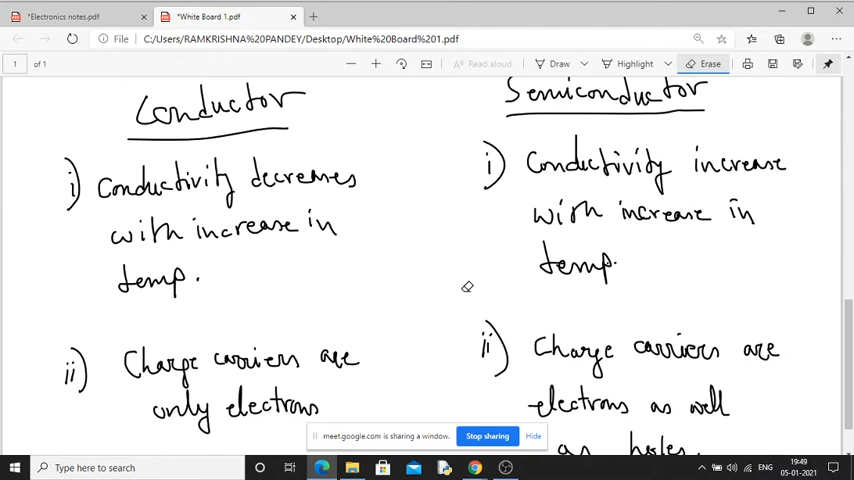 *Electronics notes.pdf
*White Board 1.pdf
File
C:/Users/RAMKRISHNA%20PANDEY/Desktop/White%20Board%201.pdf
1 of 1
Read aloud
Draw
Highlight
Erase
Conductor
i) Conductivity decreases
with increase in
temp.
ii) Charge carriers are
only electrons
Semiconductor
i) Conductivity increase
with increase in
temp.
ii) Charge carriers are
electrons as well
as holes.
meet.google.com is sharing a window.
Stop sharing
Hide
Type here to search
ENG
19:49
05-01-2021